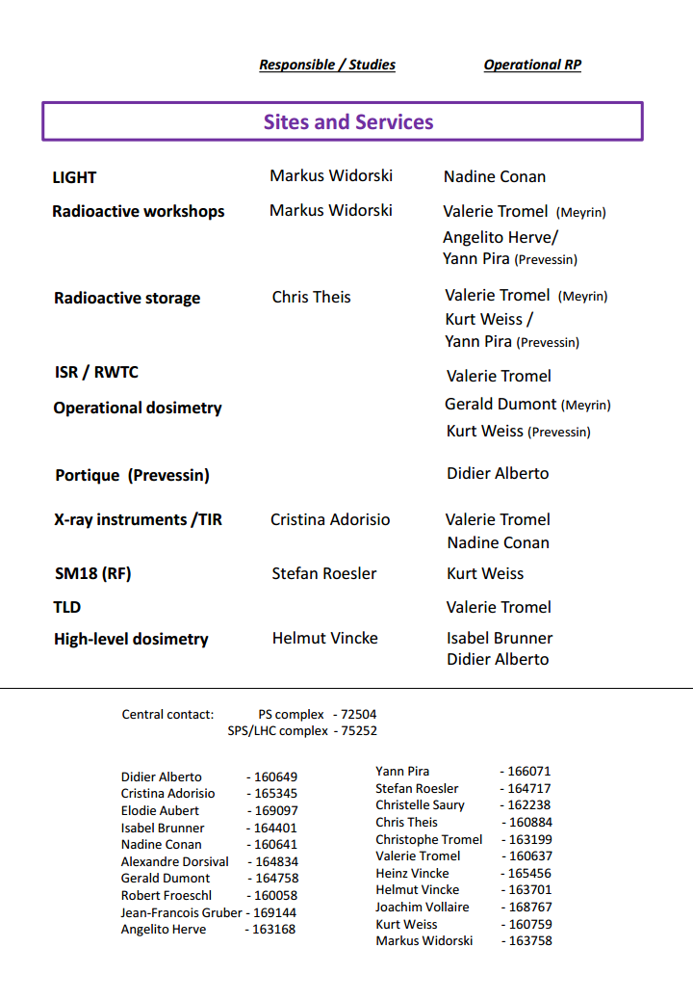 Responsible / Studies Operational RP
Sites and Services
LIGHT Markus Widorski Nadine Conan
Radioactive workshops Markus Widorski Valerie Tromel (Meyrin)
Angelito Herve/
Yann Pira (Prevessin)
Radioactive storage Chris Theis Valerie Tromel (Meyrin)
Kurt Weiss /
Yann Pira (Prevessin)
ISR / RWTC Valerie Tromel
Operational dosimetry Gerald Dumont (Meyrin)
Kurt Weiss (Prevessin)
Portique (Prevessin) Didier Alberto
X-ray instruments /TIR Cristina Adorisio Valerie Tromel
Nadine Conan
SM18 (RF) Stefan Roesler Kurt Weiss
TLD Valerie Tromel
High-level dosimetry Helmut Vincke Isabel Brunner
Didier Alberto
Central contact: PS complex - 72504
SPS/LHC complex - 75252
Didier Alberto - 160649
Cristina Adorisio - 165345
Elodie Aubert - 169097
Isabel Brunner - 164401
Nadine Conan - 160641
Alexandre Dorsival - 164834
Gerald Dumont - 164758
Robert Froeschl - 160058
Jean-Francois Gruber - 169144
Angelito Herve - 163168
Yann Pira - 166071
Stefan Roesler - 164717
Christelle Saury - 162238
Chris Theis - 160884
Christophe Tromel - 163199
Valerie Tromel - 160637
Heinz Vincke - 165456
Helmut Vincke - 163701
Joachim Vollaire - 168767
Kurt Weiss - 160759
Markus Widorski - 163758